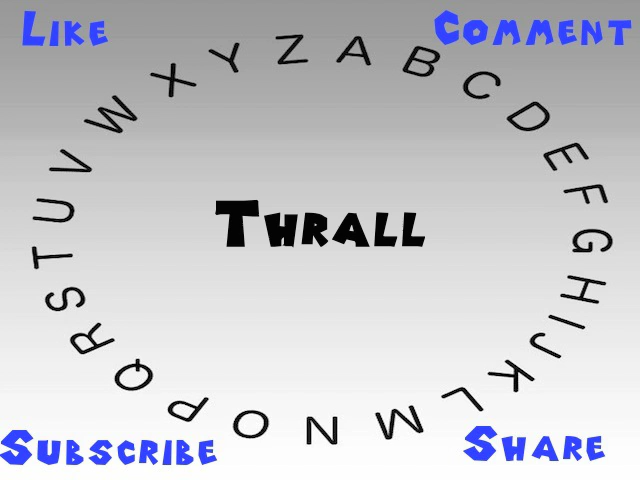 Like
Comment
A B C D E F G H I J K L M N O P Q R S T U V W X Y Z
Thrall
Subscribe
Share